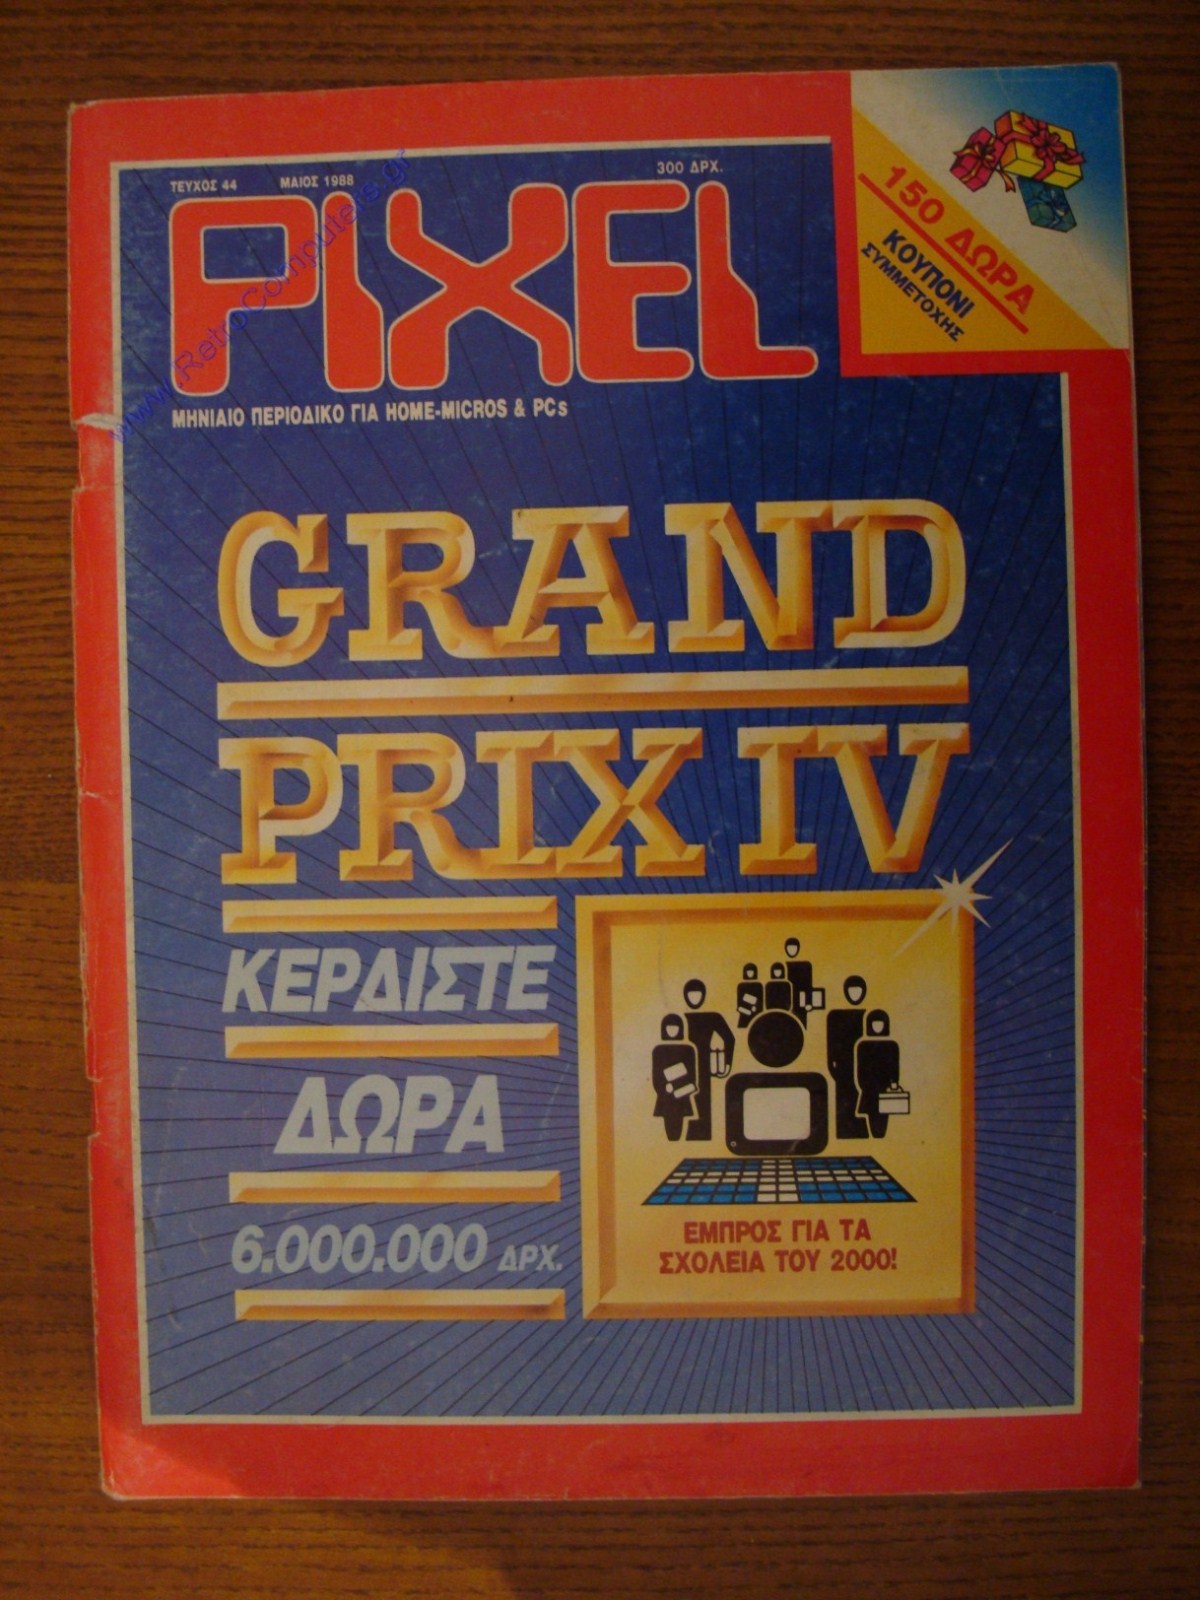 ΤΕΥΧΟΣ 44 ΜΑΙΟΣ 1988 300 ΔΡΧ.
PIXEL
ΜΗΝΙΑΙΟ ΠΕΡΙΟΔΙΚΟ ΓΙΑ HOME-MICROS & PCs
150 ΔΩΡΑ
ΚΟΥΠΟΝΙ
ΣΥΜΜΕΤΟΧΗΣ
www.RetroComputers.gr
GRAND
PRIX IV
ΚΕΡΔΙΣΤΕ
ΔΩΡΑ
6.000.000 ΔΡΧ.
ΕΜΠΡΟΣ ΓΙΑ ΤΑ
ΣΧΟΛΕΙΑ ΤΟΥ 2000!